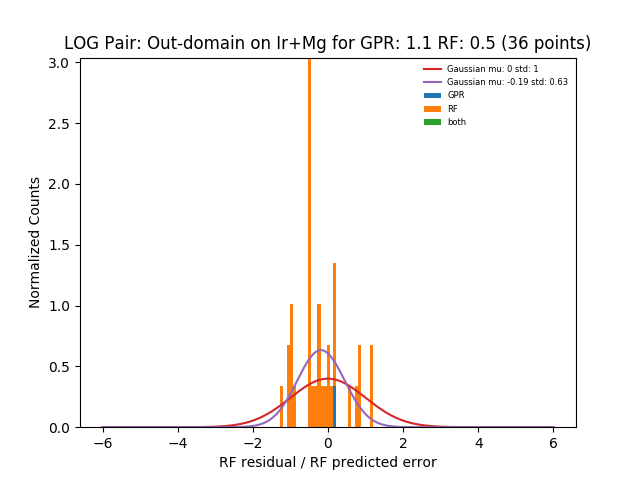 LOG Pair: Out-domain on Ir+Mg for GPR: 1.1 RF: 0.5 (36 points)
Gaussian mu: 0 std: 1
Gaussian mu: -0.19 std: 0.63
GPR
RF
both
Normalized Counts
3.0
2.5
2.0
1.5
1.0
0.5
0.0
−6 −4 −2 0 2 4 6
RF residual / RF predicted error